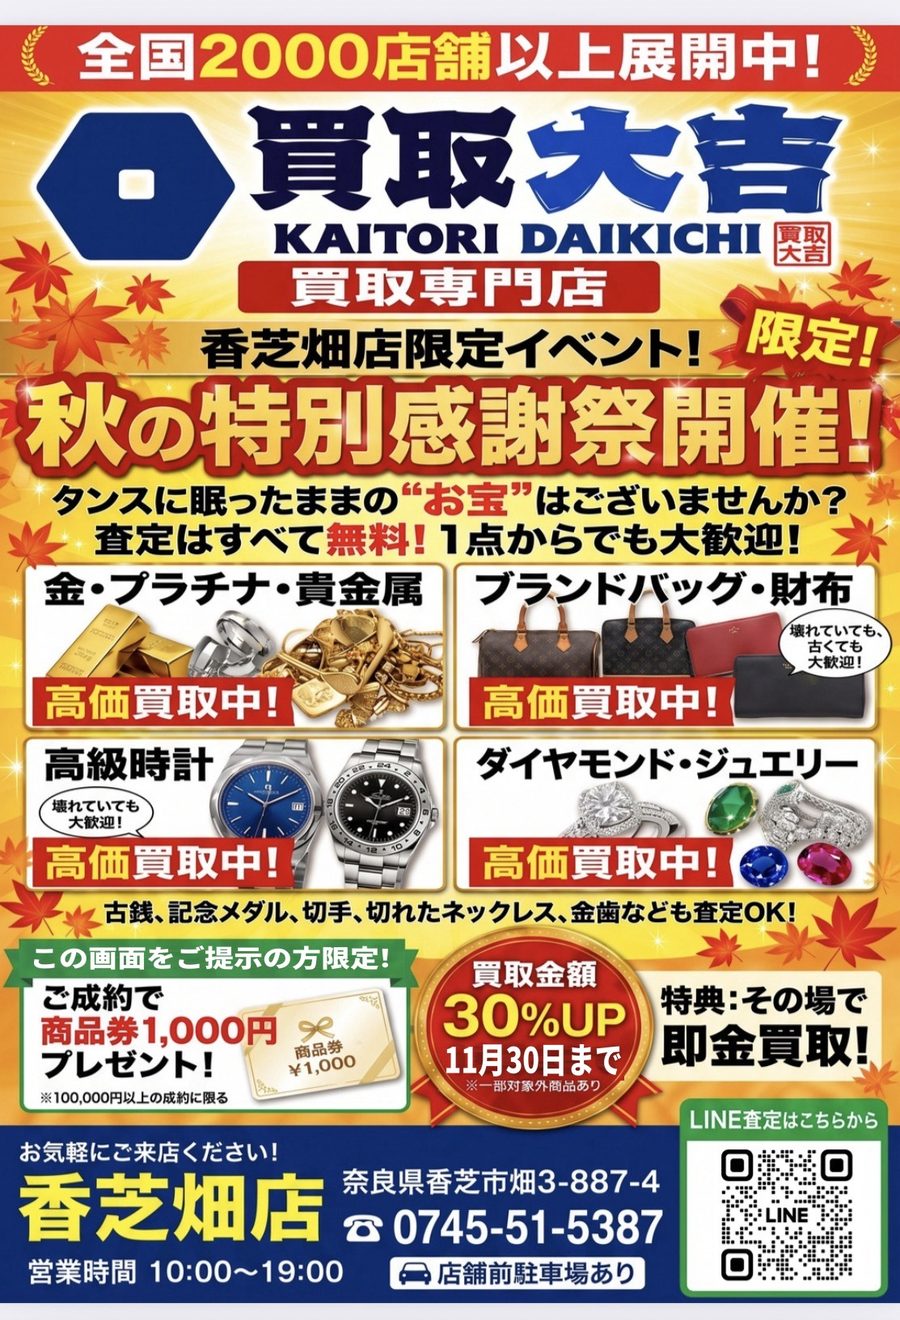 全国2000店舗以上展開中！
買取大吉
KAITORI DAIKICHI
買取
大吉
買取専門店
香芝畑店限定イベント！
限定！
秋の特別感謝祭開催！
タンスに眠ったままの“お宝”はございませんか？
査定はすべて無料！1点からでも大歓迎！
金・プラチナ・貴金属
高価買取中！
ブランドバッグ・財布
壊れていても、
古くても
大歓迎！
高価買取中！
高級時計
壊れていても
大歓迎！
高価買取中！
ダイヤモンド・ジュエリー
高価買取中！
古銭、記念メダル、切手、切れたネックレス、金歯なども査定OK！
この画面をご提示の方限定！
ご成約で
商品券1,000円
プレゼント！
商品券
¥1,000
※100,000円以上の成約に限る
買取金額
30%UP
11月30日まで
※一部対象外商品あり
特典：その場で
即金買取！
お気軽にご来店ください！
香芝畑店
営業時間 10:00〜19:00
奈良県香芝市畑3-887-4
☎0745-51-5387
店舗前駐車場あり
LINE査定はこちらから
LINE